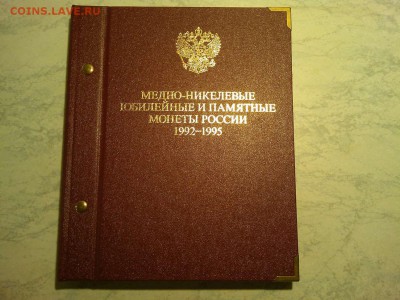 COINS.LAVE.RU
МЕДНО-НИКЕЛЕВЫЕ
ЮБИЛЕЙНЫЕ И ПАМЯТНЫЕ
МОНЕТЫ РОССИИ
1992–1995